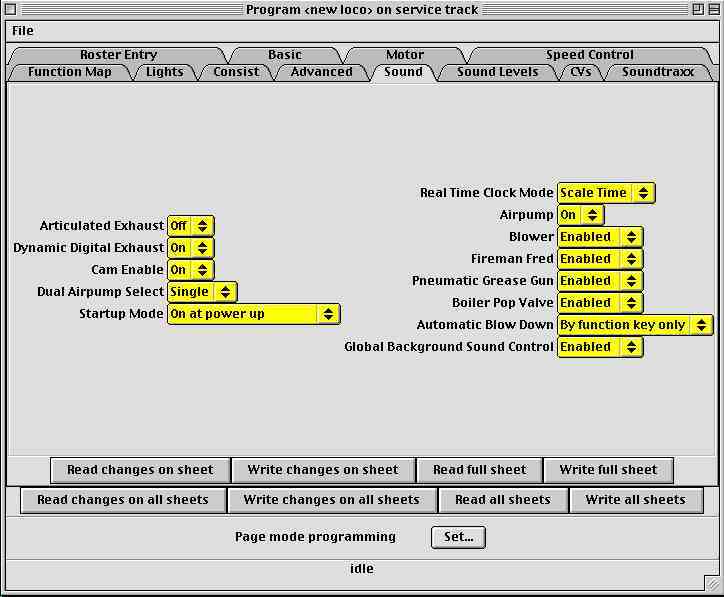 Program <new loco> on service track
File
Roster Entry Basic Motor Speed Control
Function Map Lights Consist Advanced Sound Sound Levels CVs Soundtraxx
Articulated Exhaust Off
Dynamic Digital Exhaust On
Cam Enable On
Dual Airpump Select Single
Startup Mode On at power up
Real Time Clock Mode Scale Time
Airpump On
Blower Enabled
Fireman Fred Enabled
Pneumatic Grease Gun Enabled
Boiler Pop Valve Enabled
Automatic Blow Down By function key only
Global Background Sound Control Enabled
Read changes on sheet Write changes on sheet Read full sheet Write full sheet
Read changes on all sheets Write changes on all sheets Read all sheets Write all sheets
Page mode programming Set...
idle